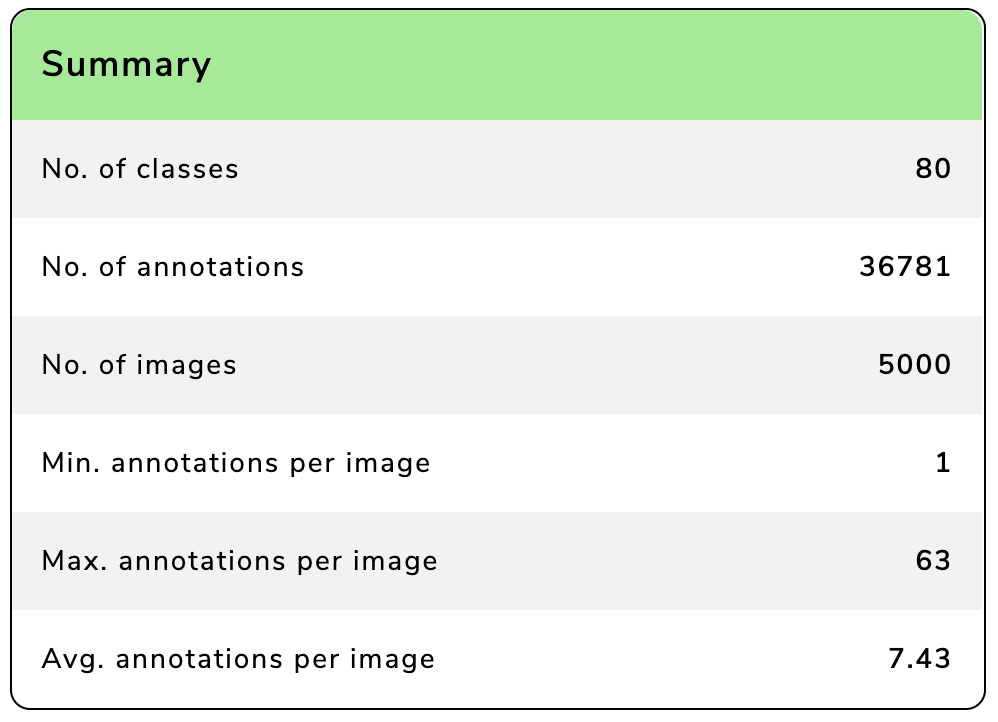 Summary
No. of classes 80
No. of annotations 36781
No. of images 5000
Min. annotations per image 1
Max. annotations per image 63
Avg. annotations per image 7.43